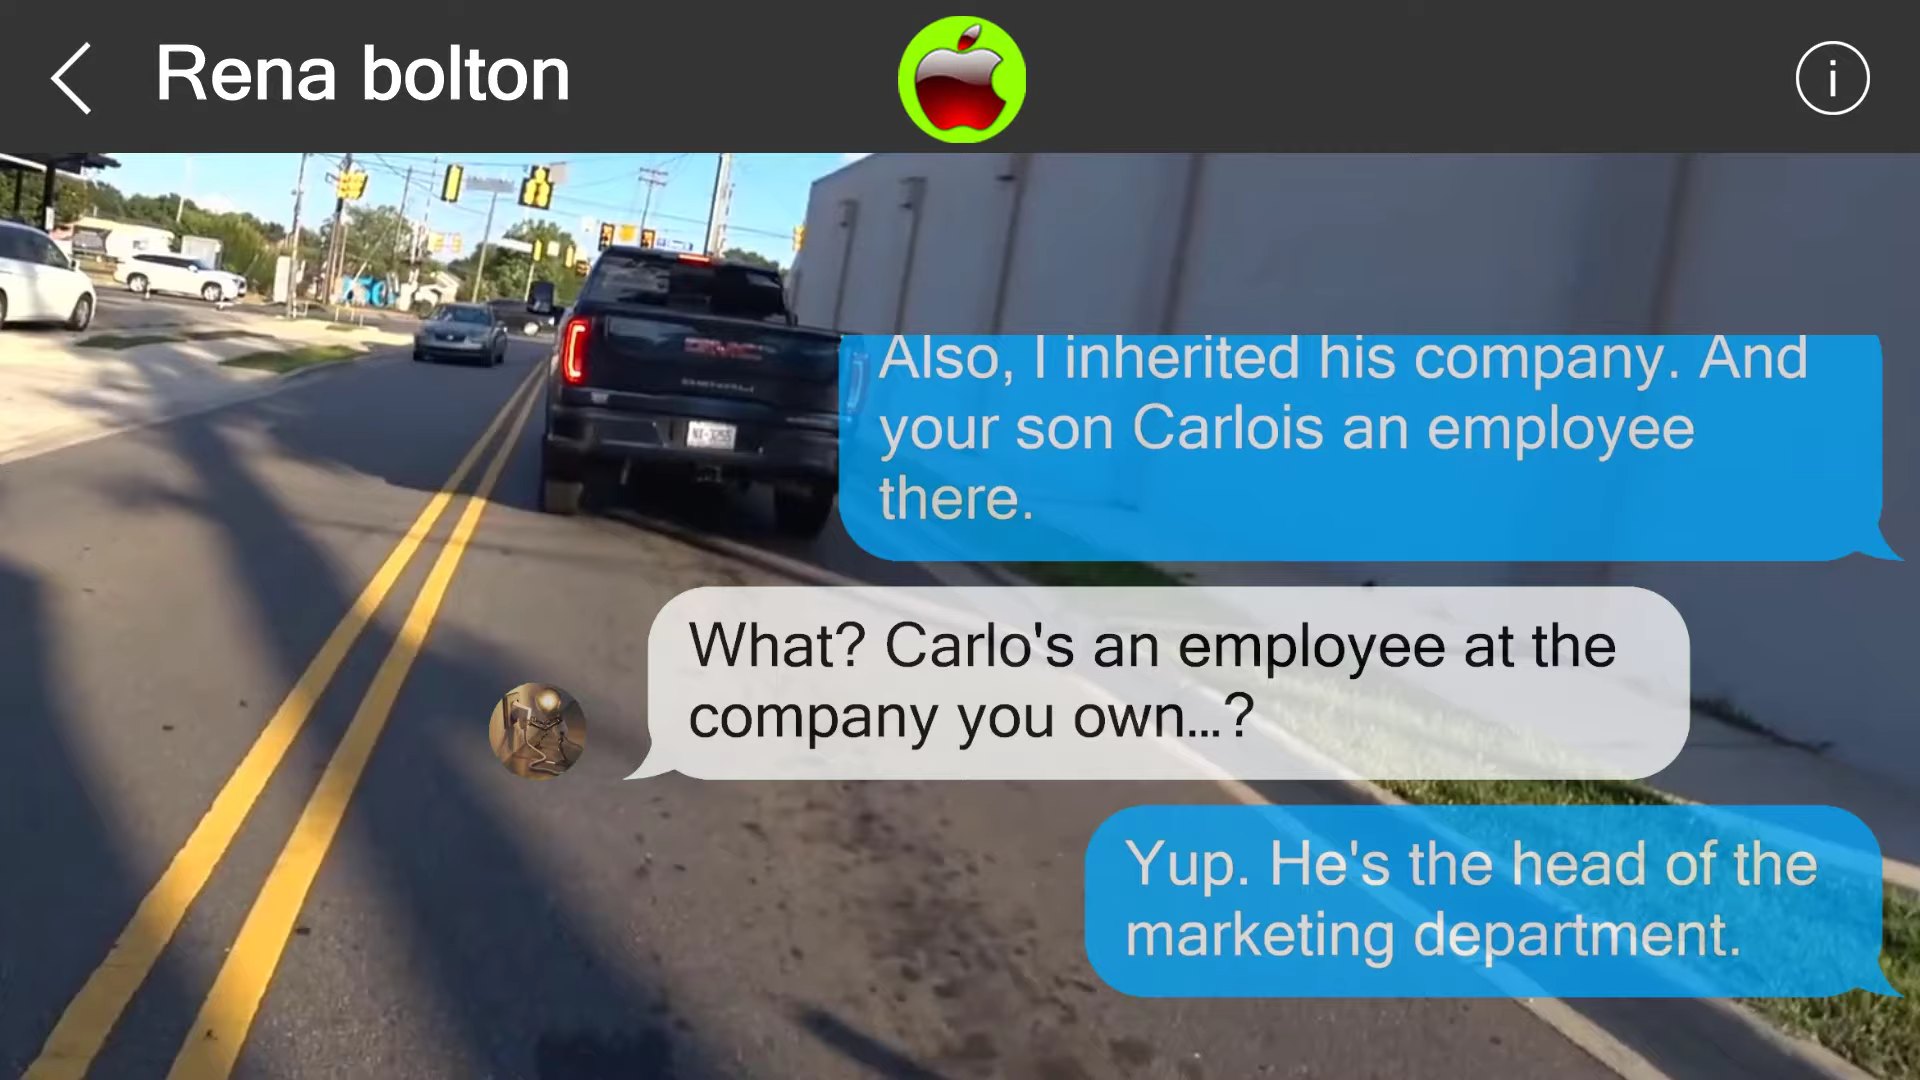 Rena bolton
i
GMC
Also, I inherited his company. And
your son Carlois an employee
there.
What? Carlo's an employee at the
company you own...?
Yup. He's the head of the
marketing department.